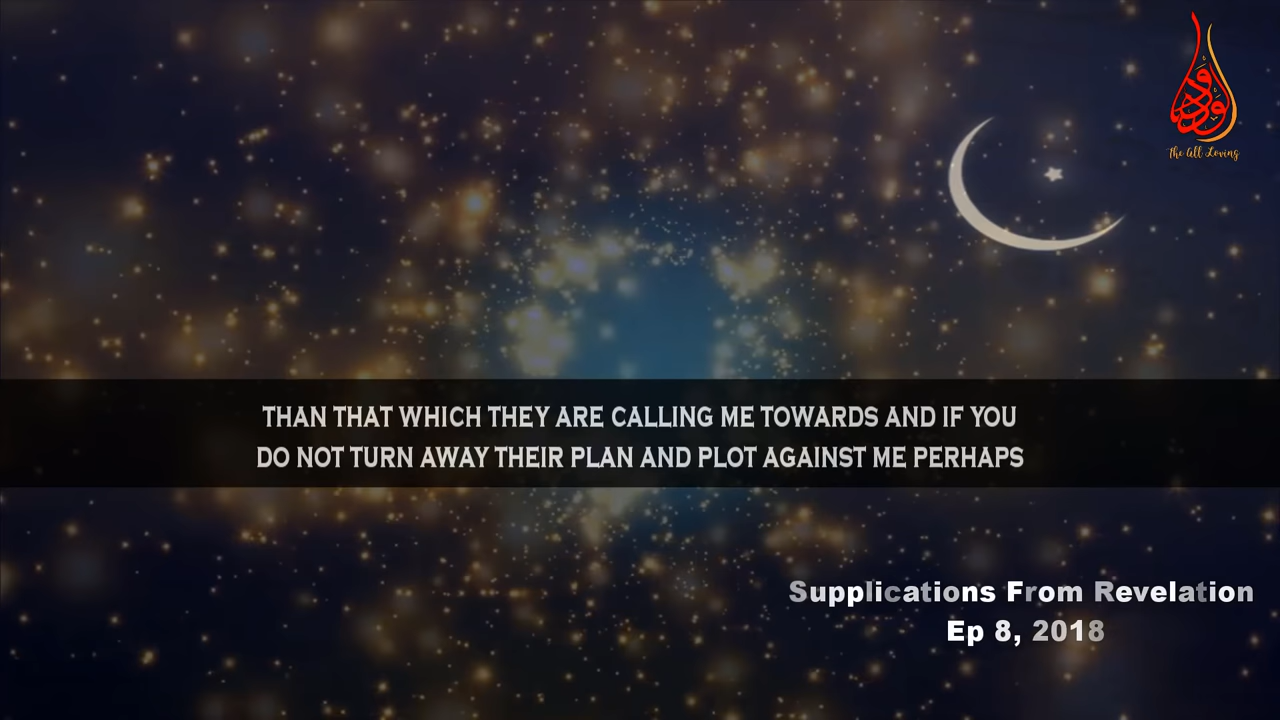 الودود
The All Loving
THAN THAT WHICH THEY ARE CALLING ME TOWARDS AND IF YOU
DO NOT TURN AWAY THEIR PLAN AND PLOT AGAINST ME PERHAPS
Supplications From Revelation
Ep 8, 2018